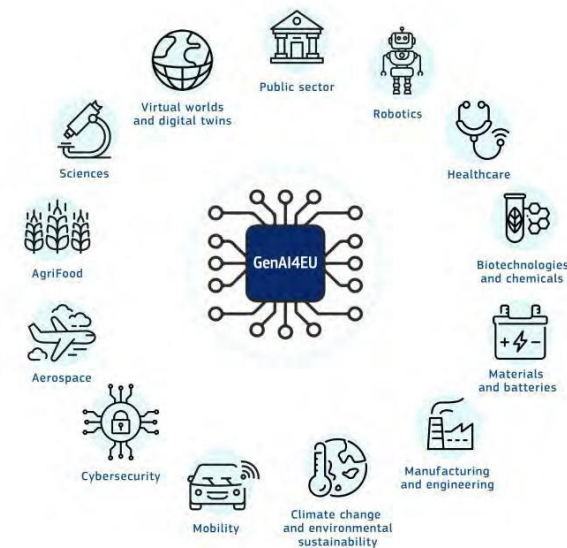 Public sector
Robotics
Healthcare
Biotechnologies
and chemicals
Materials
and batteries
Manufacturing
and engineering
Climate change
and environmental
sustainability
Mobility
Cybersecurity
Aerospace
AgriFood
Sciences
Virtual worlds
and digital twins
GenAI4EU